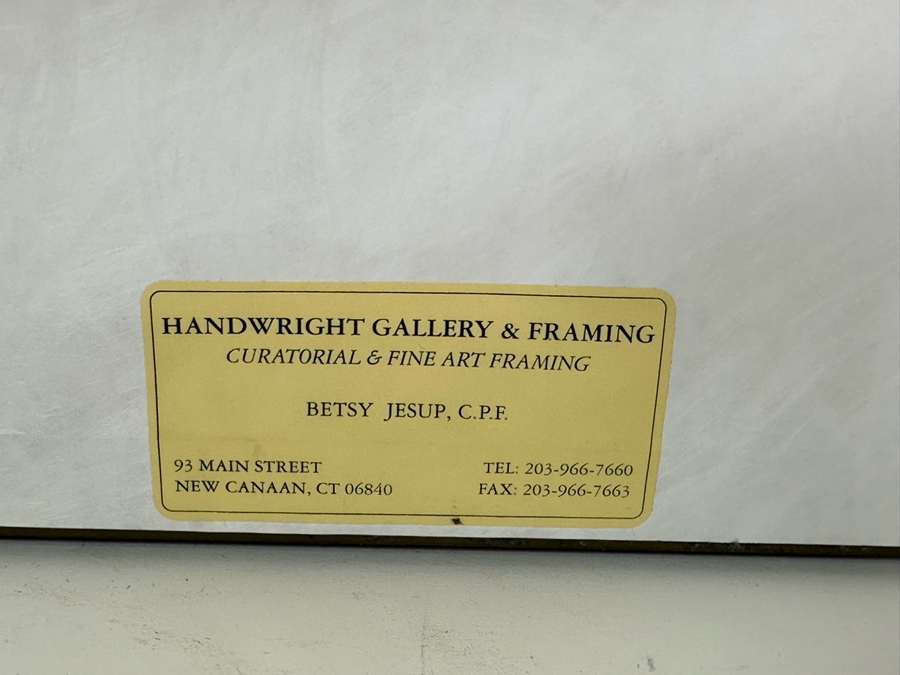 HANDWRIGHT GALLERY & FRAMING
CURATORIAL & FINE ART FRAMING
BETSY JESUP, C.P.F.
93 MAIN STREET
NEW CANAAN, CT 06840
TEL: 203-966-7660
FAX: 203-966-7663